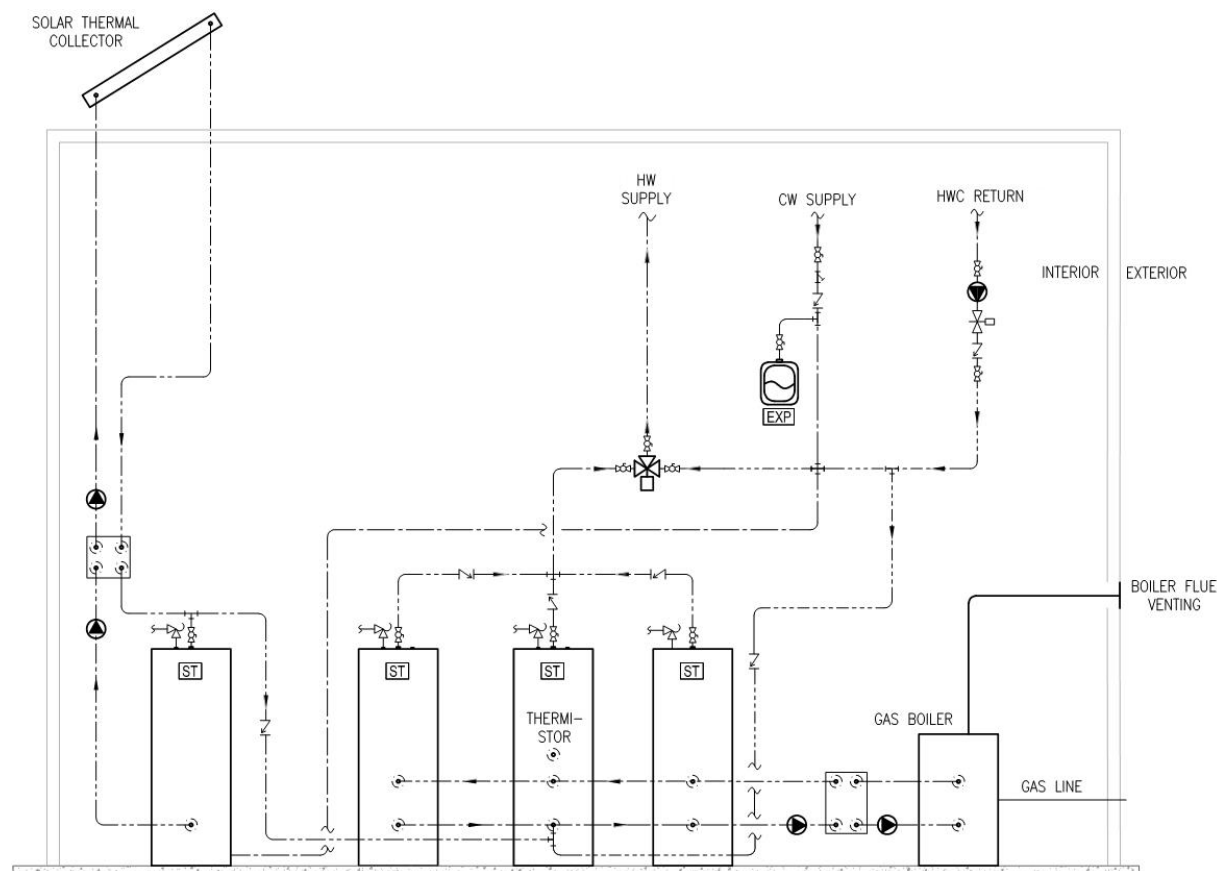 SOLAR THERMAL
COLLECTOR
HW
SUPPLY
CW SUPPLY
HWC RETURN
INTERIOR
EXTERIOR
EXP
BOILER FLUE
VENTING
ST
ST
ST
ST
THERMI-
STOR
GAS BOILER
GAS LINE